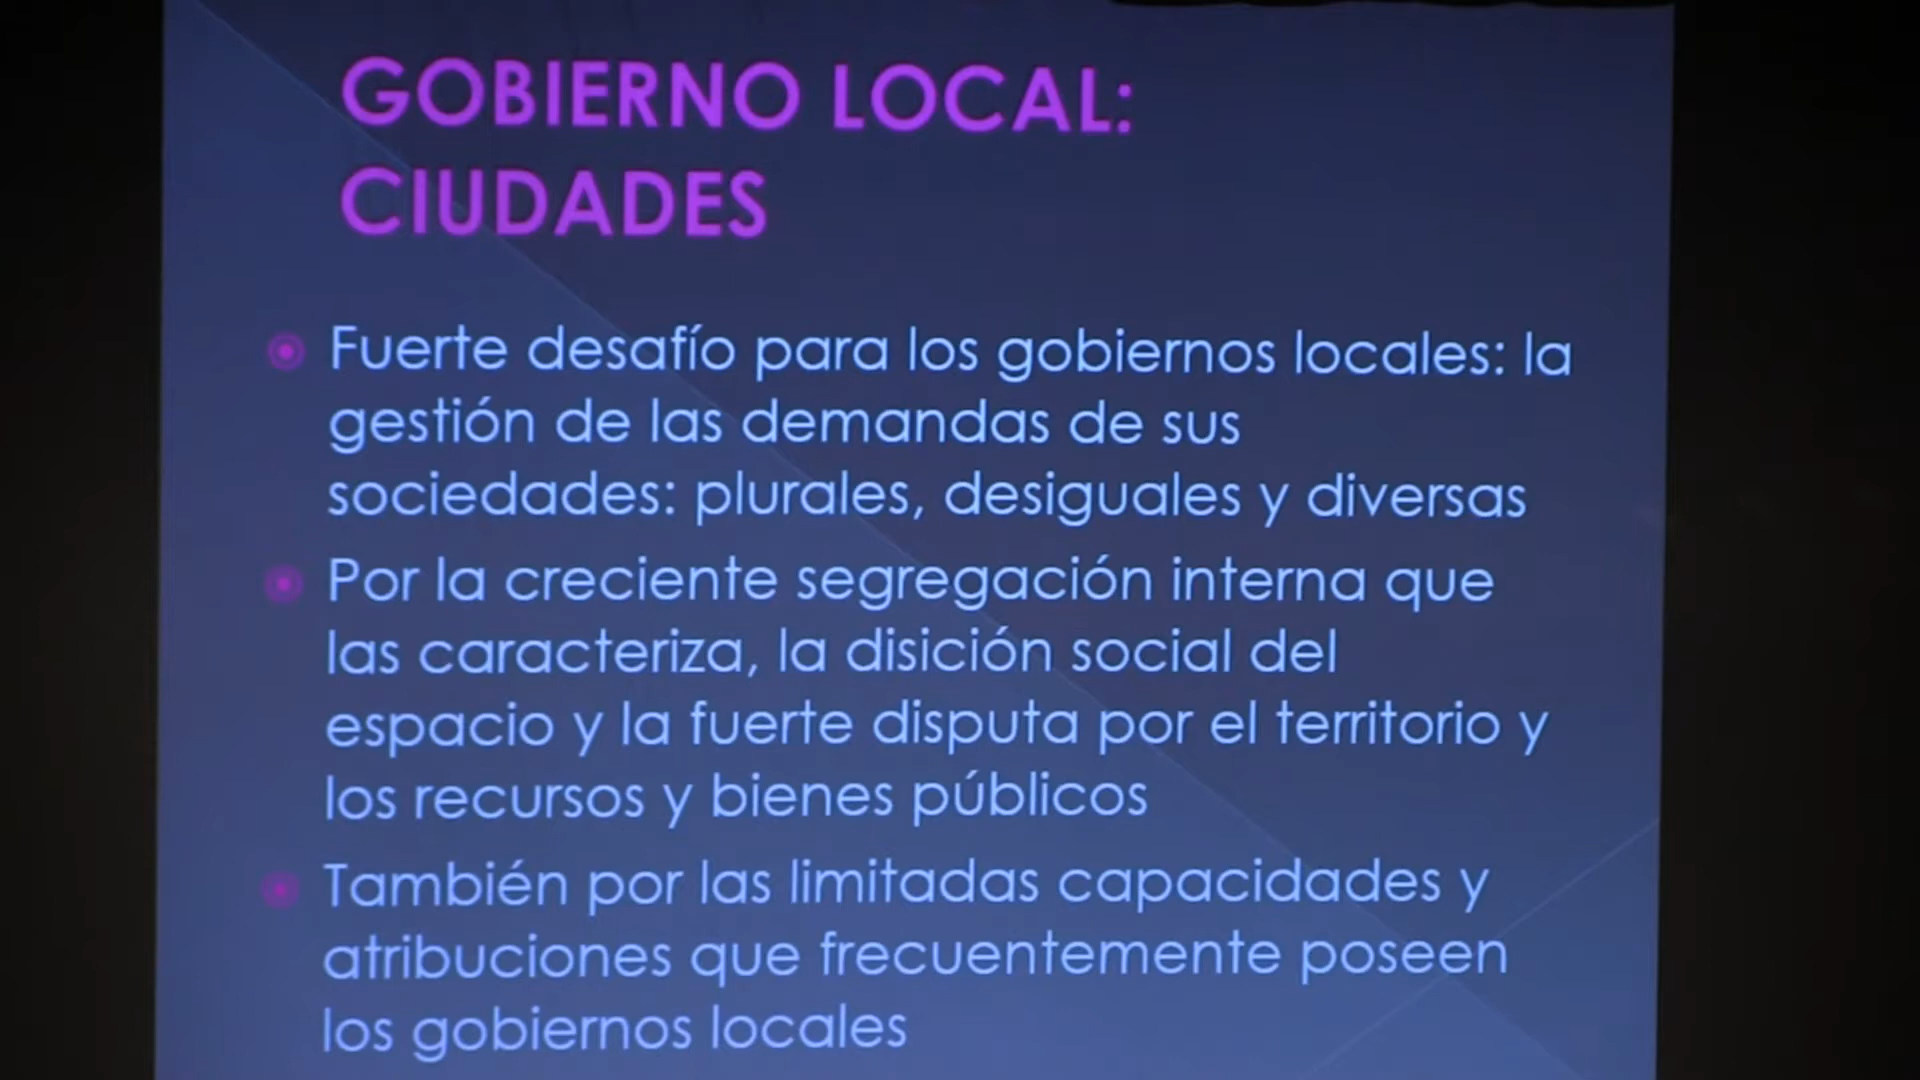 GOBIERNO LOCAL:
CIUDADES
Fuerte desafío para los gobiernos locales: la
gestión de las demandas de sus
sociedades: plurales, desiguales y diversas
Por la creciente segregación interna que
las caracteriza, la disición social del
espacio y la fuerte disputa por el territorio y
los recursos y bienes públicos
También por las limitadas capacidades y
atribuciones que frecuentemente poseen
los gobiernos locales